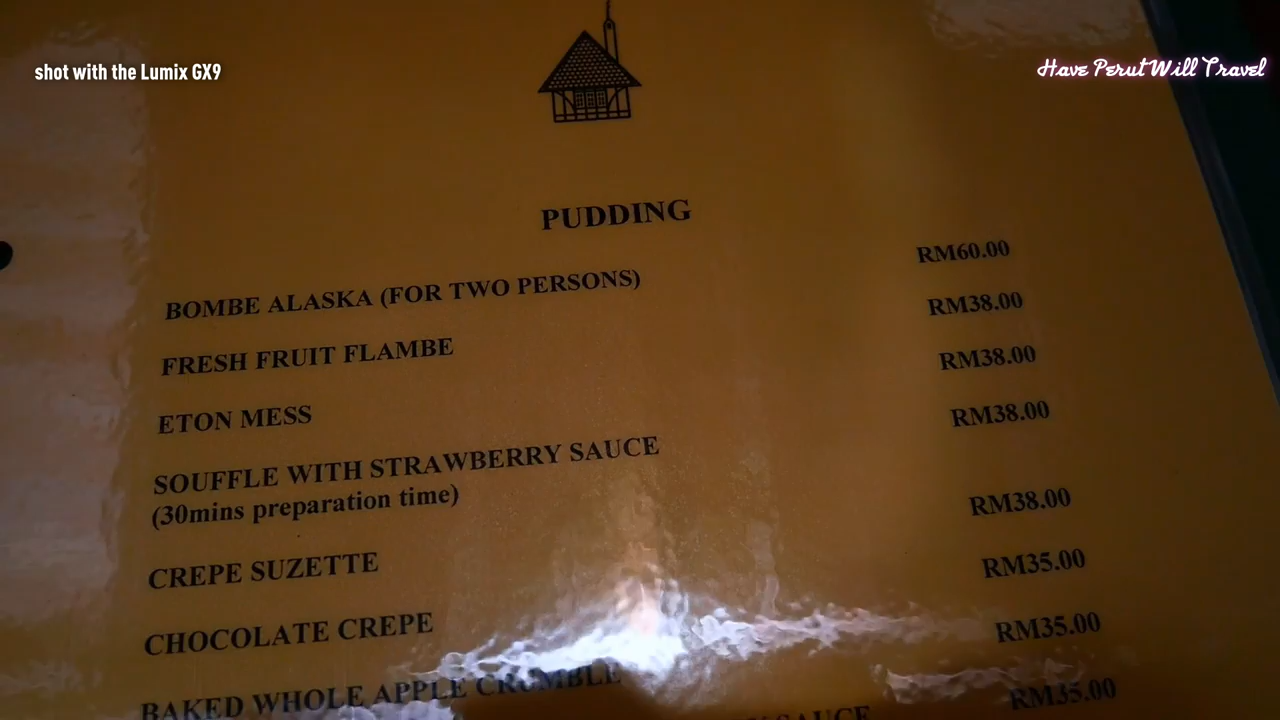 shot with the Lumix GX9
Have Perut Will Travel
PUDDING
BOMBE ALASKA (FOR TWO PERSONS) RM60.00
FRESH FRUIT FLAMBE RM38.00
ETON MESS RM38.00
SOUFFLE WITH STRAWBERRY SAUCE RM38.00
(30mins preparation time)
CREPE SUZETTE RM38.00
CHOCOLATE CREPE RM35.00
BAKED WHOLE APPLE CRUMBLE RM35.00
SAUCE RM35.00